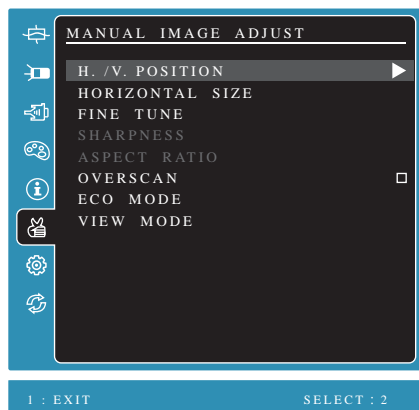 MANUAL IMAGE ADJUST
H. /V. POSITION
HORIZONTAL SIZE
FINE TUNE
SHARPNESS
ASPECT RATIO
OVERSCAN
ECO MODE
VIEW MODE
1 : EXIT SELECT : 2